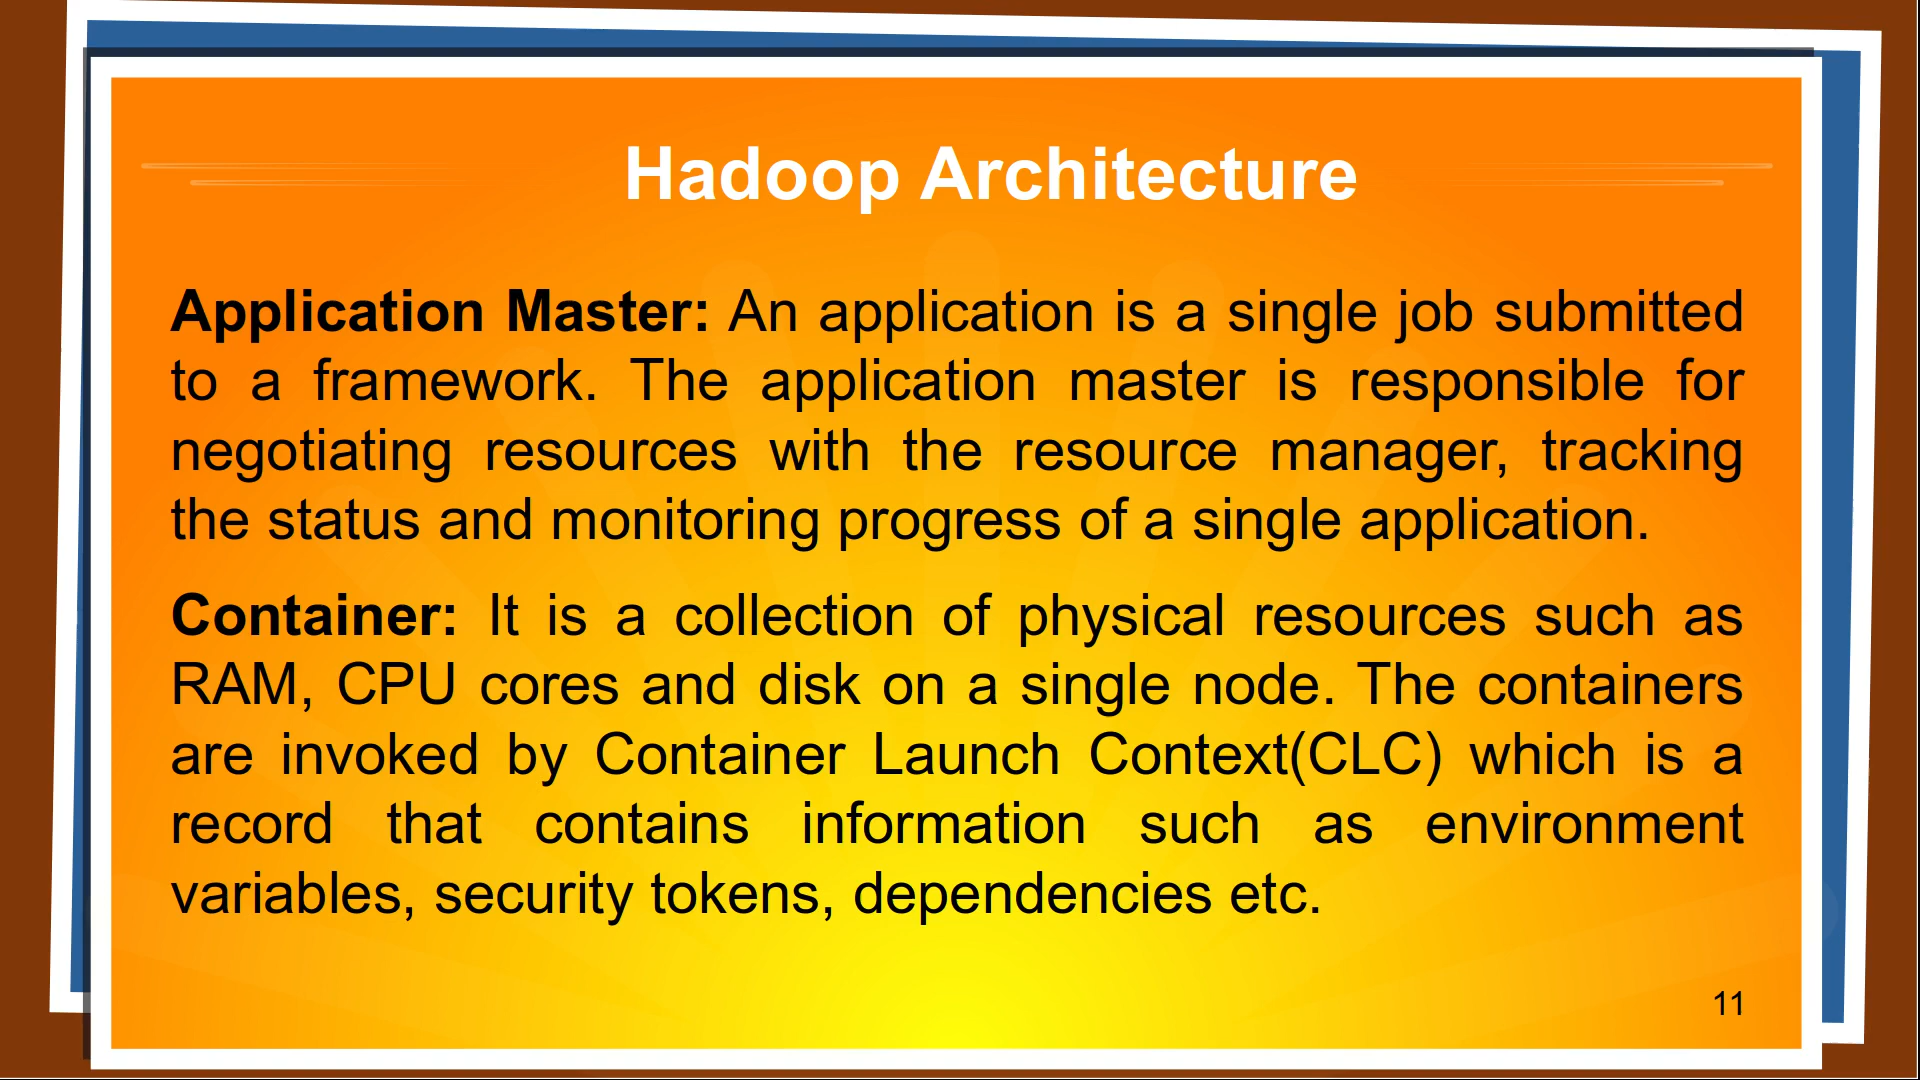 Hadoop Architecture
Application Master: An application is a single job submitted
to a framework. The application master is responsible for
negotiating resources with the resource manager, tracking
the status and monitoring progress of a single application.
Container: It is a collection of physical resources such as
RAM, CPU cores and disk on a single node. The containers
are invoked by Container Launch Context(CLC) which is a
record that contains information such as environment
variables, security tokens, dependencies etc.
11